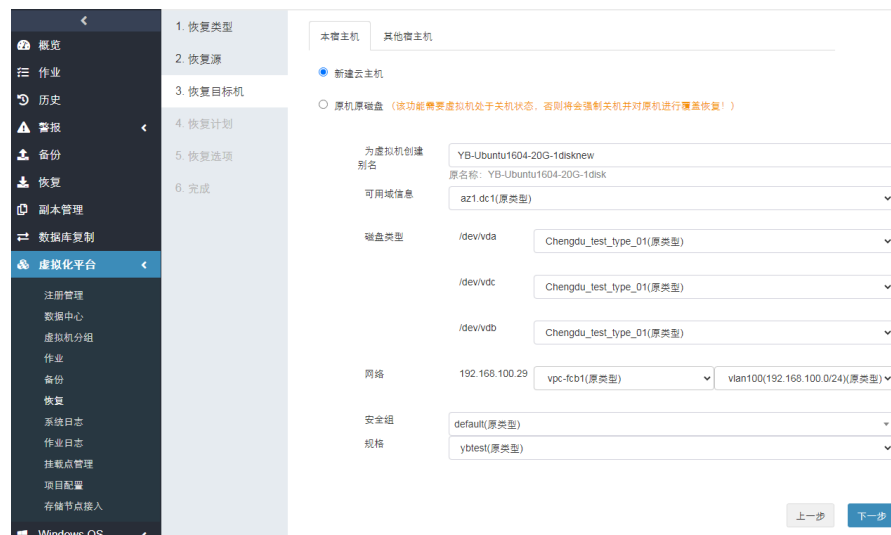 概览
作业
历史
警报
备份
恢复
副本管理
数据库复制
虚拟化平台
注册管理
数据中心
虚拟机分组
作业
备份
恢复
系统日志
作业日志
挂载点管理
项目配置
存储节点接入
Windows OS
1. 恢复类型
2. 恢复源
3. 恢复目标机
4. 恢复计划
5. 恢复选项
6. 完成
本宿主机 其他宿主机
新建云主机
原机原磁盘 （该功能需要虚拟机处于关机状态，否则将会强制关机并对原机进行覆盖恢复！）
为虚拟机创建
别名
YB-Ubuntu1604-20G-1disknew
原名称：YB-Ubuntu1604-20G-1disk
可用域信息 az1.dc1(原类型)
磁盘类型 /dev/vda Chengdu_test_type_01(原类型)
/dev/vdc Chengdu_test_type_01(原类型)
/dev/vdb Chengdu_test_type_01(原类型)
网络 192.168.100.29 vpc-fcb1(原类型) vlan100(192.168.100.0/24)(原类型)
安全组 default(原类型)
规格 ybtest(原类型)
上一步 下一步